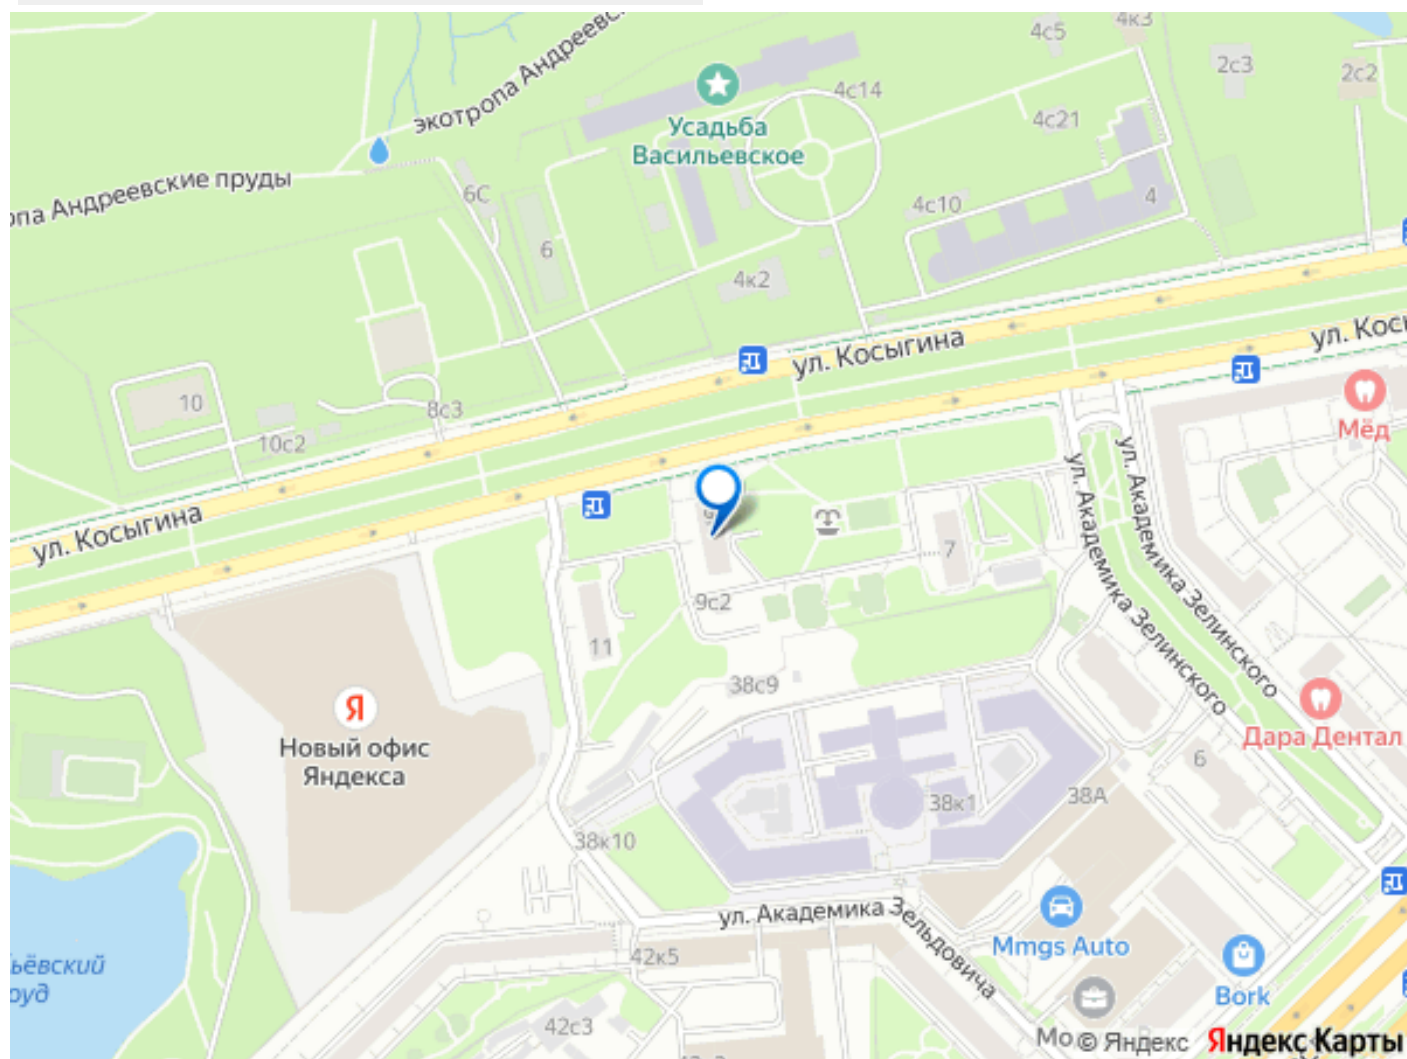 4к3
4с5
2с3
2с2
экотропа Андреевс
4с14
Усадьба
Васильевское
4с21
па Андреевские пруды
6С
4
4с10
6
4к2
ул. Косыгина
ул. Кос
10
8с3
10с2
Мёд
ул. Косыгина
7
ул. Академика Зелинского
ул. Академика Зелинского
9с2
11
38с9
Я
Новый офис
Яндекса
Дара Дентал
6
38к1
38А
38к10
ул. Академика Зельдовича
Mmgs Auto
42к5
ьёвский
руд
Bork
42с3
Мо
© Яндекс
Яндекс Карты